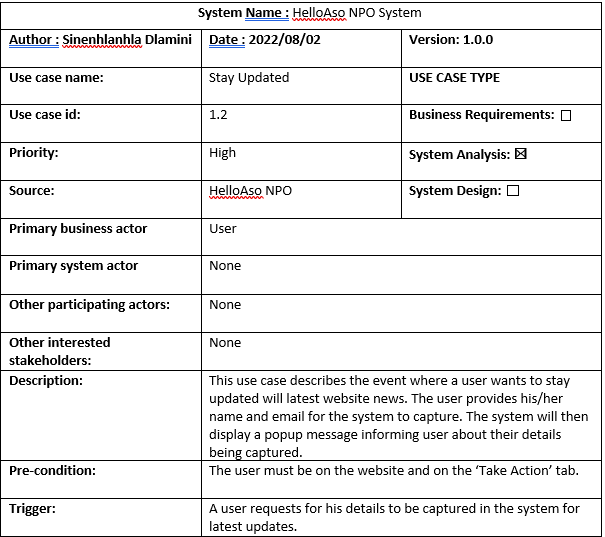 System Name : HelloAso NPO System
Author : Sinenhlanhla Dlamini Date : 2022/08/02 Version: 1.0.0
Use case name: Stay Updated USE CASE TYPE
Use case id: 1.2 Business Requirements: ☐
Priority: High System Analysis: ☒
Source: HelloAso NPO System Design: ☐
Primary business actor User
Primary system actor None
Other participating actors: None
Other interested
stakeholders:
None
Description:
This use case describes the event where a user wants to stay
updated will latest website news. The user provides his/her
name and email for the system to capture. The system will then
display a popup message informing user about their details
being captured.
Pre-condition: The user must be on the website and on the ‘Take Action’ tab.
Trigger:
A user requests for his details to be captured in the system for
latest updates.